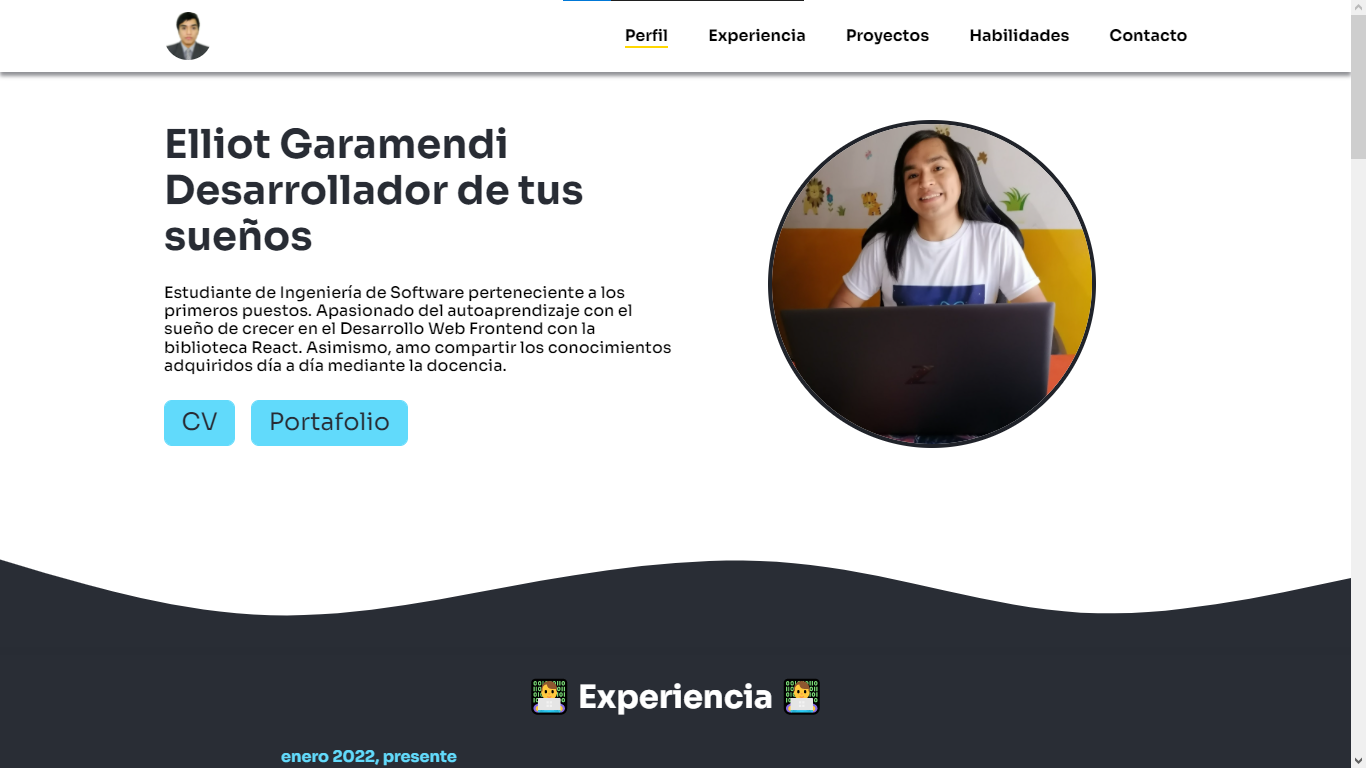 Perfil Experiencia Proyectos Habilidades Contacto
Elliot Garamendi
Desarrollador de tus
sueños
Estudiante de Ingeniería de Software perteneciente a los
primeros puestos. Apasionado del autoaprendizaje con el
sueño de crecer en el Desarrollo Web Frontend con la
biblioteca React. Asimismo, amo compartir los conocimientos
adquiridos día a día mediante la docencia.
CV Portafolio
Experiencia
enero 2022, presente